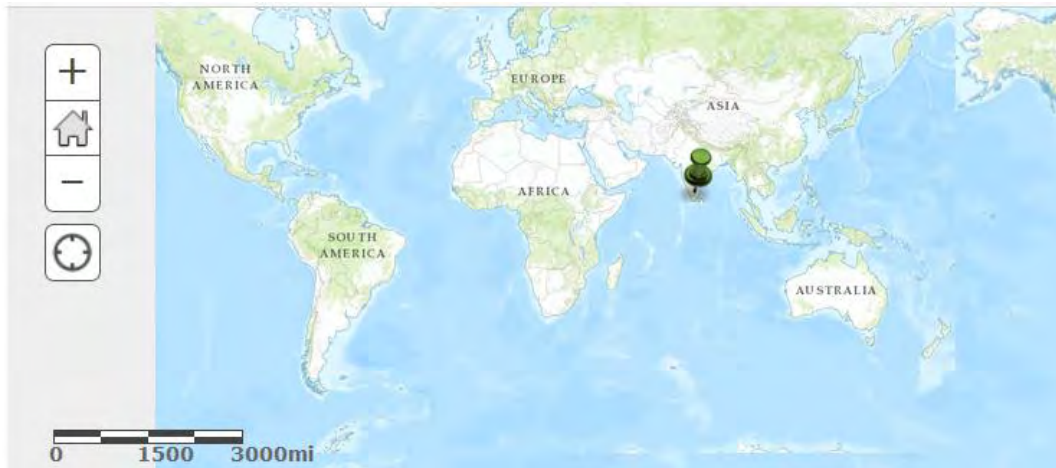 NORTH
AMERICA
EUROPE
ASIA
AFRICA
SOUTH
AMERICA
AUSTRALIA
0 1500 3000mi